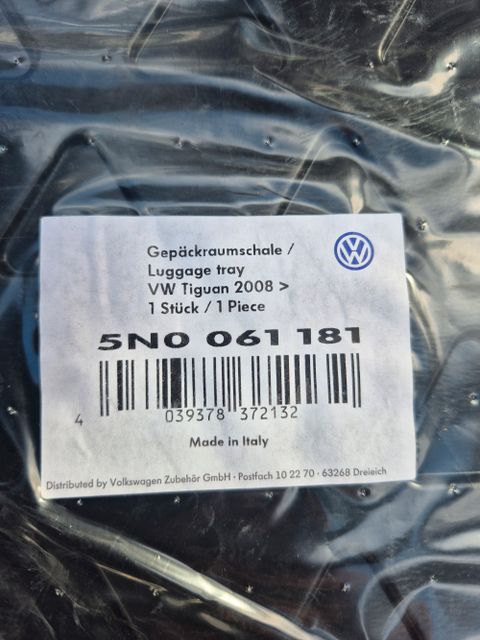 Gepäckraumschale /
Luggage tray
VW Tiguan 2008 >
1 Stück / 1 Piece
5N0 061 181
4 039378 372132
Made in Italy
Distributed by Volkswagen Zubehör GmbH · Postfach 10 22 70 · 63268 Dreieich